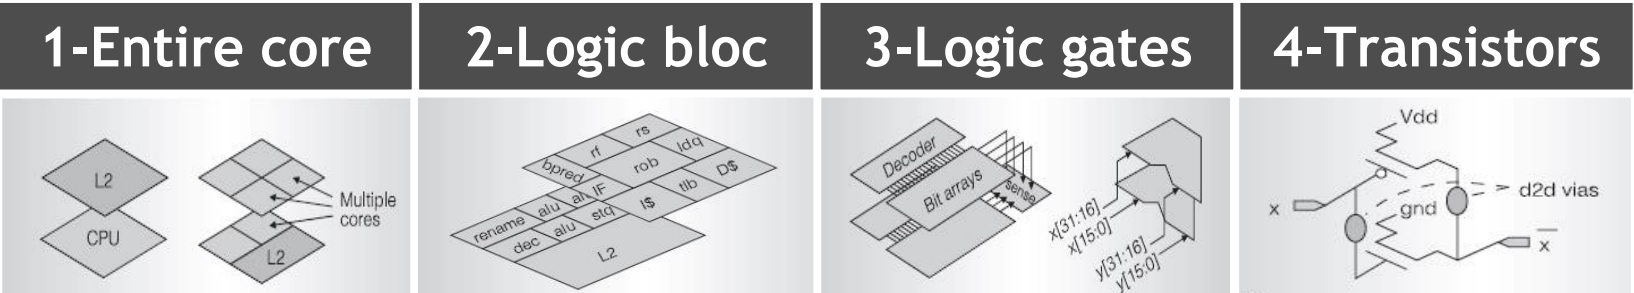 1-Entire core
2-Logic bloc
3-Logic gates
4-Transistors
L2
CPU
Multiple
cores
L2
rs
rf
ldq
bpred
rob
D$
IF
tlb
alu
I$
rename
alu
stq
dec
L2
Decoder
Bit arrays
sense
x[31:16]
x[15:0]
y[31:16]
y[15:0]
Vdd
d2d vias
gnd
x
x̅